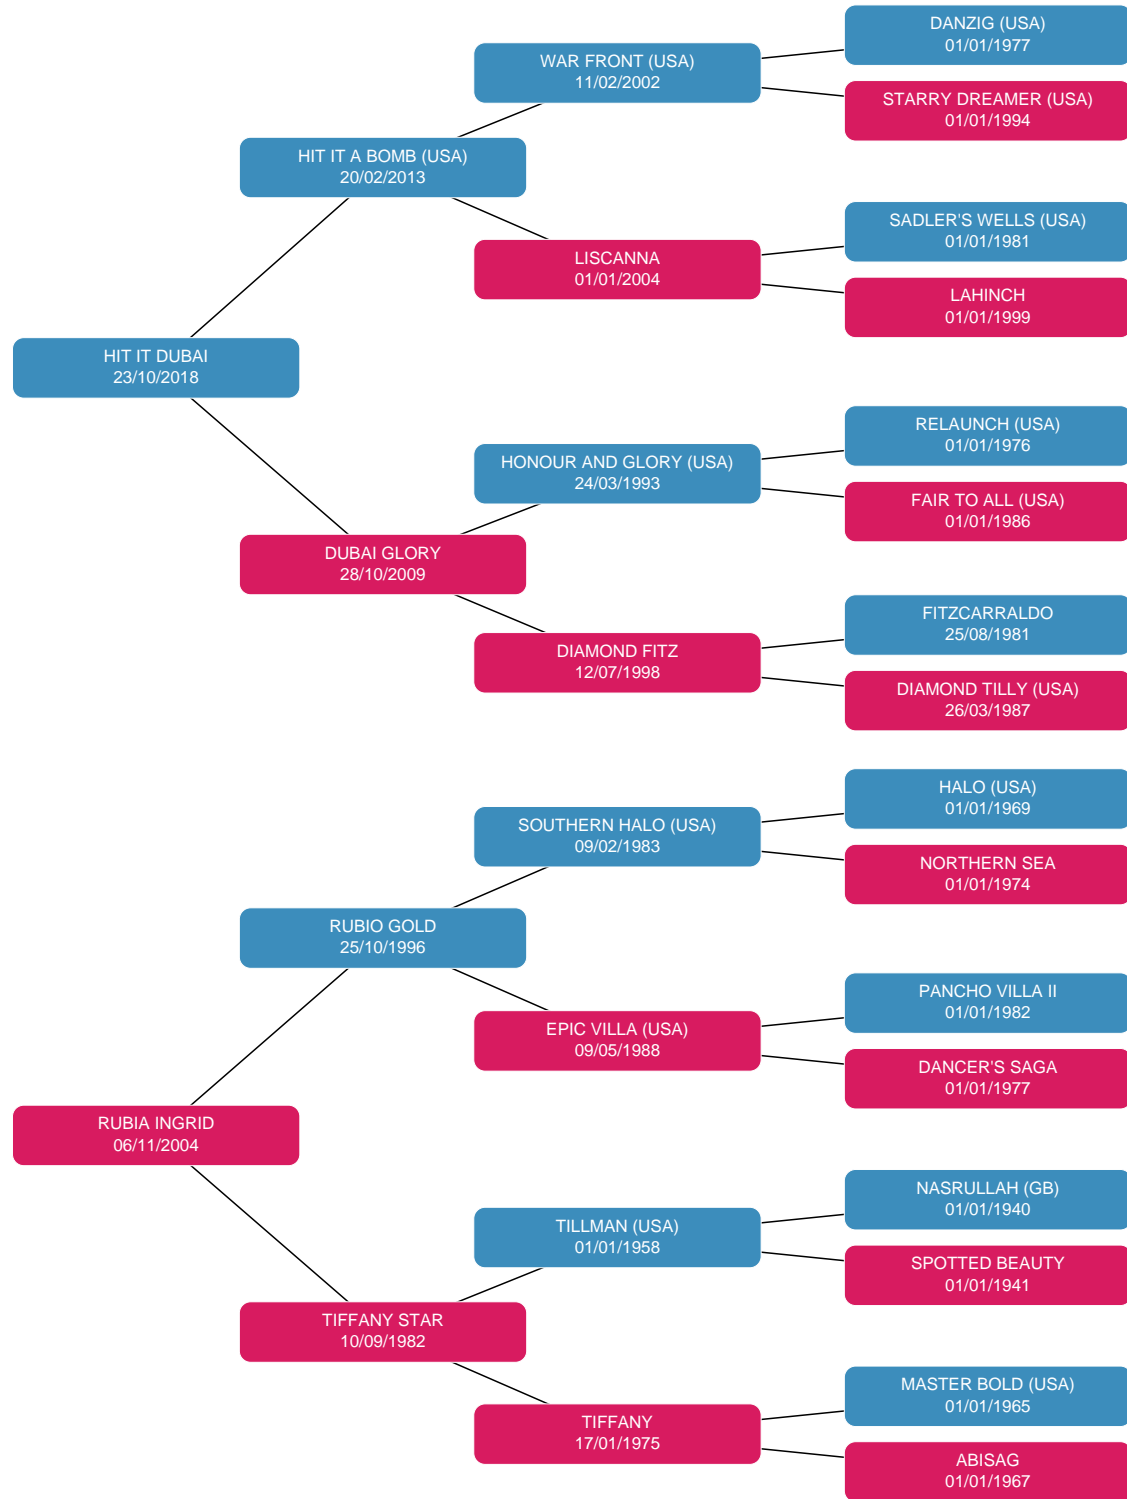 DANZIG (USA)
01/01/1977
WAR FRONT (USA)
11/02/2002
STARRY DREAMER (USA)
01/01/1994
HIT IT A BOMB (USA)
20/02/2013
SADLER'S WELLS (USA)
01/01/1981
LISCANNA
01/01/2004
LAHINCH
01/01/1999
HIT IT DUBAI
23/10/2018
RELAUNCH (USA)
01/01/1976
HONOUR AND GLORY (USA)
24/03/1993
FAIR TO ALL (USA)
01/01/1986
DUBAI GLORY
28/10/2009
FITZCARRALDO
25/08/1981
DIAMOND FITZ
12/07/1998
DIAMOND TILLY (USA)
26/03/1987
HALO (USA)
01/01/1969
SOUTHERN HALO (USA)
09/02/1983
NORTHERN SEA
01/01/1974
RUBIO GOLD
25/10/1996
PANCHO VILLA II
01/01/1982
EPIC VILLA (USA)
09/05/1988
DANCER'S SAGA
01/01/1977
RUBIA INGRID
06/11/2004
NASRULLAH (GB)
01/01/1940
TILLMAN (USA)
01/01/1958
SPOTTED BEAUTY
01/01/1941
TIFFANY STAR
10/09/1982
MASTER BOLD (USA)
01/01/1965
TIFFANY
17/01/1975
ABISAG
01/01/1967